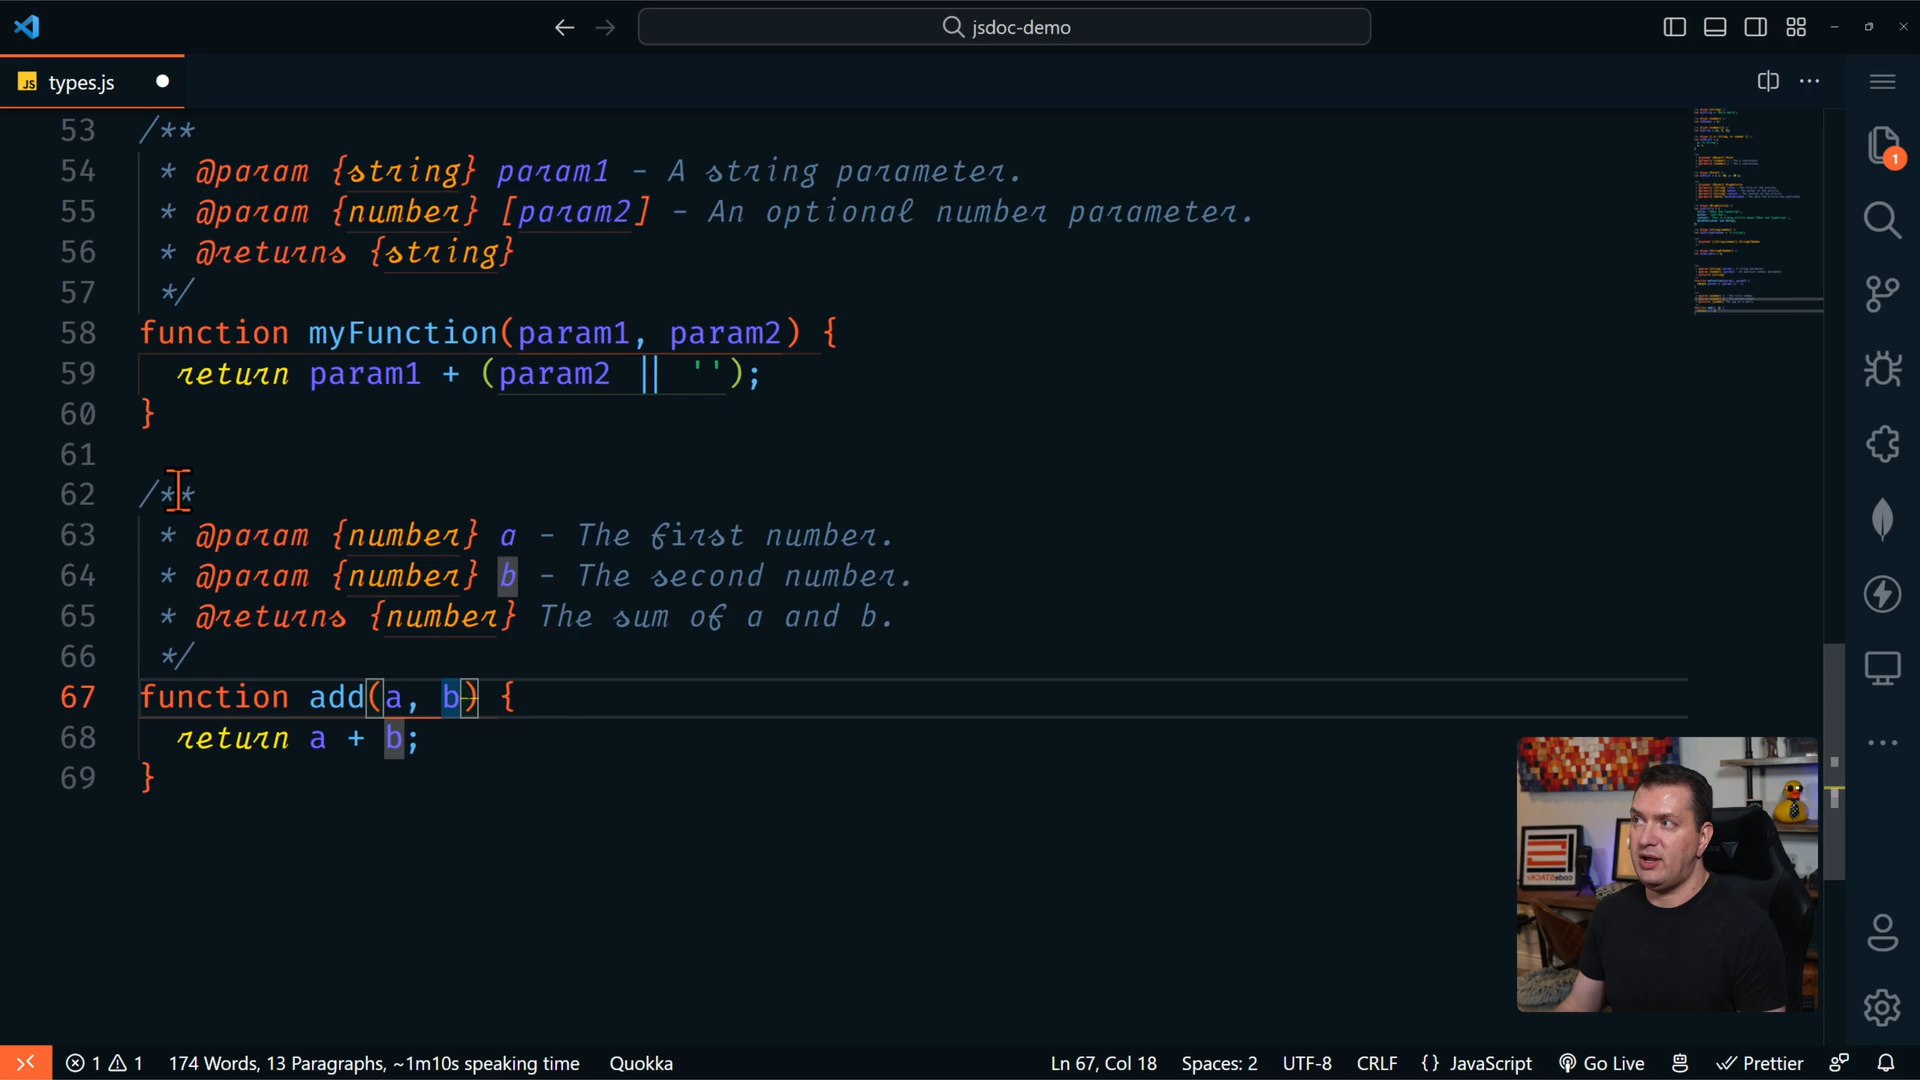 jsdoc-demo
JS types.js
53 /**
54 * @param {string} param1 - A string parameter.
55 * @param {number} [param2] - An optional number parameter.
56 * @returns {string}
57 */
58 function myFunction(param1, param2) {
59 return param1 + (param2 || '');
60 }
61
62 /**
63 * @param {number} a - The first number.
64 * @param {number} b - The second number.
65 * @returns {number} The sum of a and b.
66 */
67 function add(a, b) {
68 return a + b;
69 }
1
codeSTACKr
1 1 174 Words, 13 Paragraphs, ~1m10s speaking time Quokka Ln 67, Col 18 Spaces: 2 UTF-8 CRLF {} JavaScript Go Live Prettier